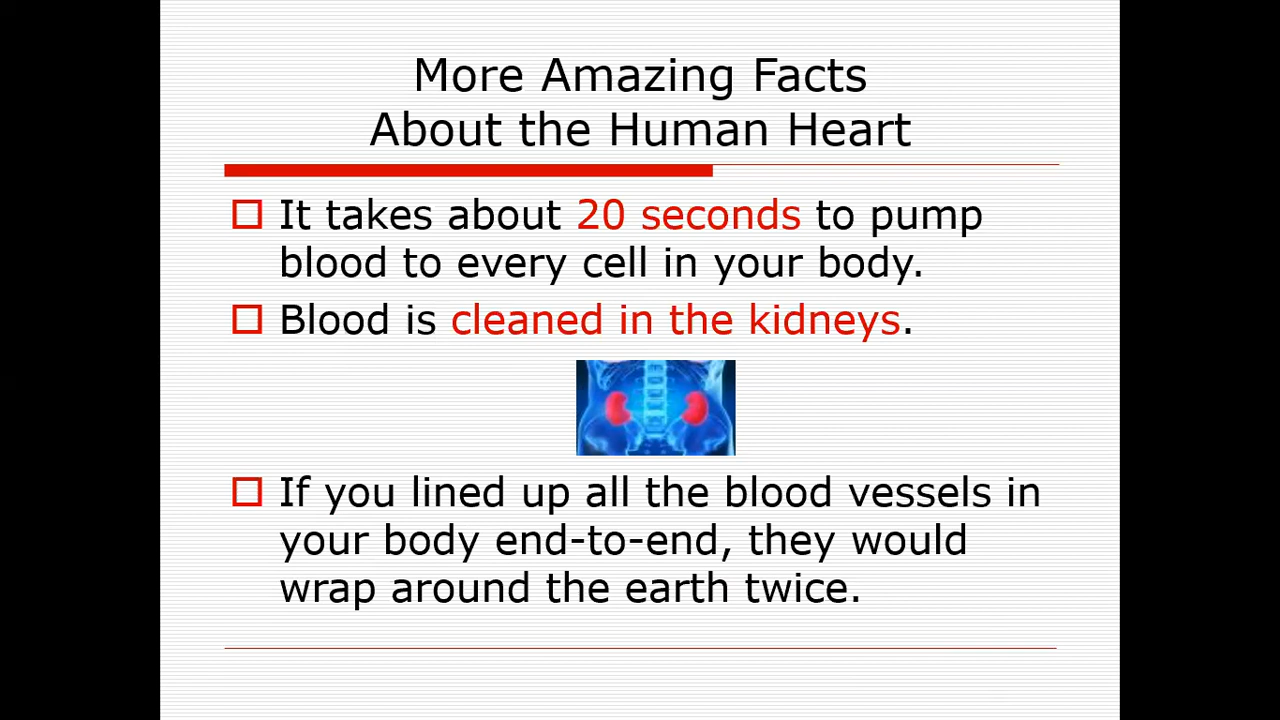 More Amazing Facts
About the Human Heart
It takes about 20 seconds to pump
blood to every cell in your body.
Blood is cleaned in the kidneys.
If you lined up all the blood vessels in
your body end-to-end, they would
wrap around the earth twice.